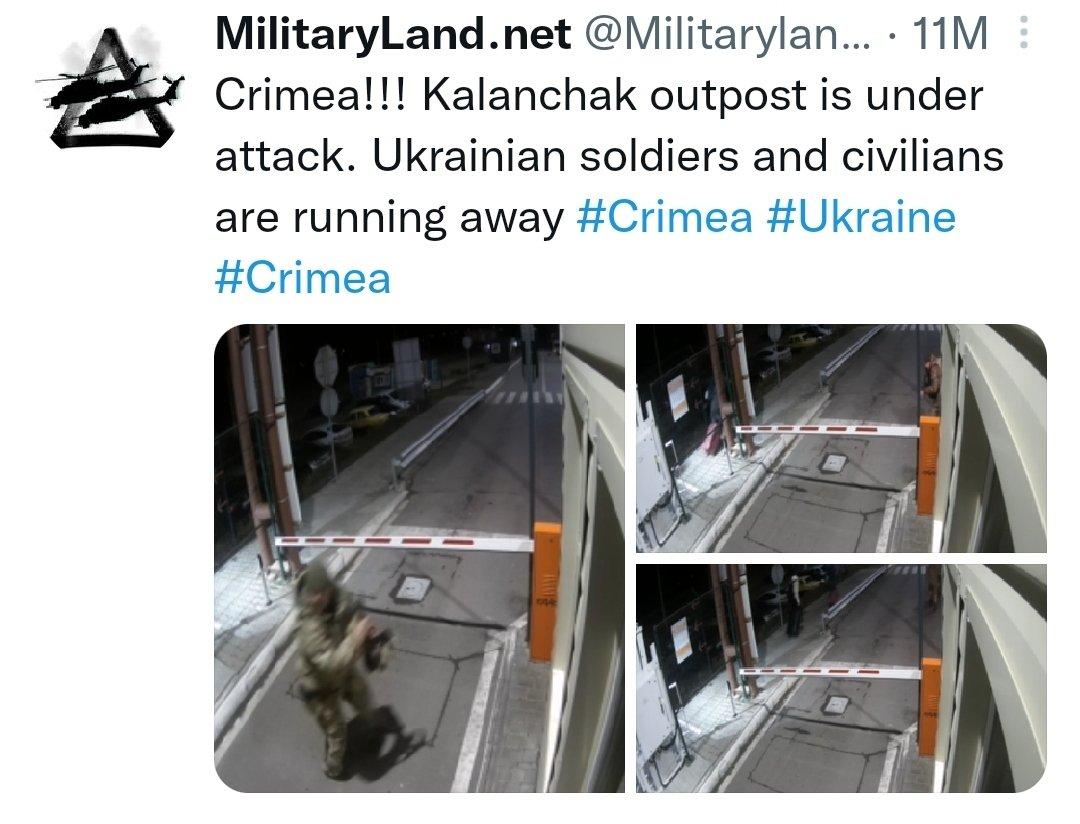 MilitaryLand.net @Militarylan... · 11M
Crimea!!! Kalanchak outpost is under
attack. Ukrainian soldiers and civilians
are running away #Crimea #Ukraine
#Crimea